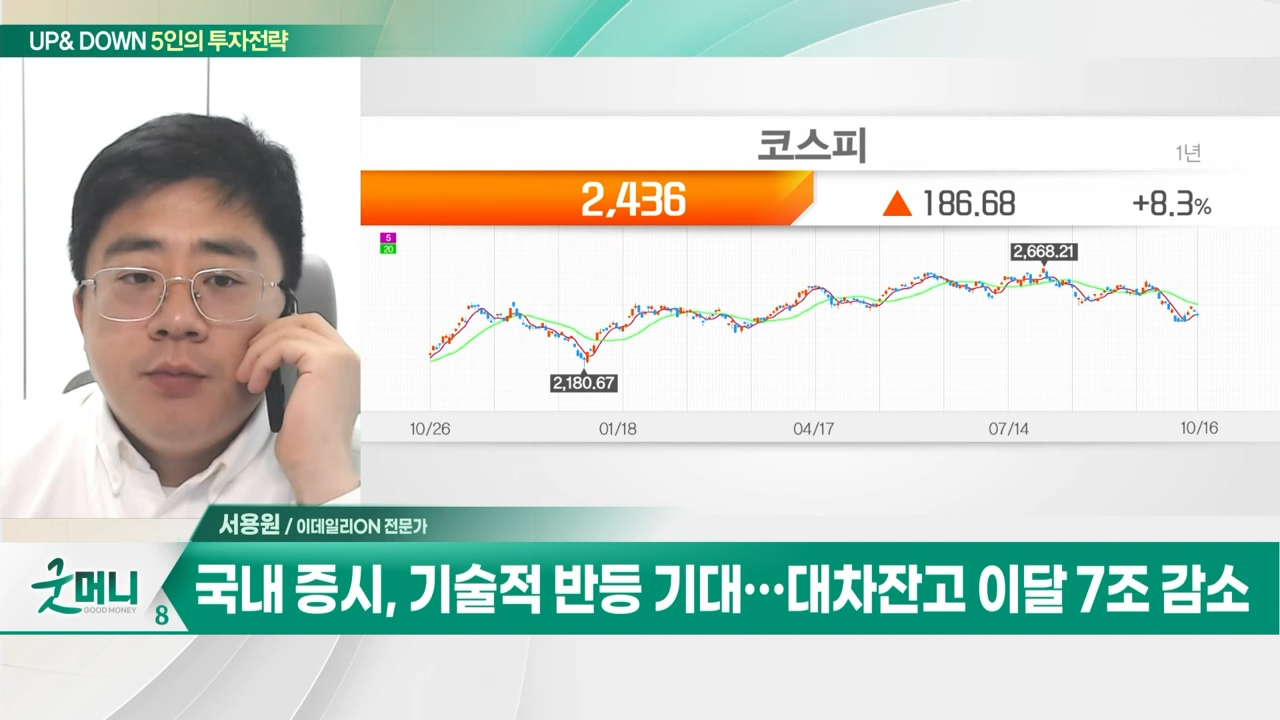 UP& DOWN 5인의 투자전략
코스피
1년
2,436 ▲ 186.68 +8.3%
5
20
2,668.21
2,180.67
10/26 01/18 04/17 07/14 10/16
서용원 / 이데일리ON 전문가
굿머니
GOOD MONEY
8
국내 증시, 기술적 반등 기대…대차잔고 이달 7조 감소